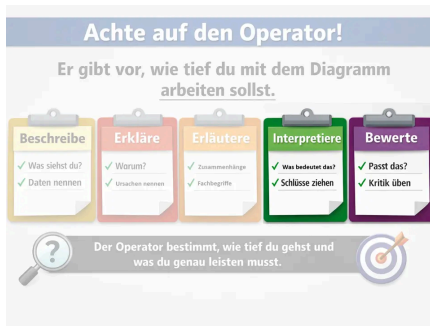 Achte auf den Operator!
Er gibt vor, wie tief du mit dem Diagramm
arbeiten sollst.
Beschreibe
✓ Was siehst du?
✓ Daten nennen
Erkläre
✓ Worum?
✓ Ursachen nennen
Erläutere
✓ Zusammenhänge
✓ Fachbegriffe
Interpretiere
✓ Was bedeutet das?
✓ Schlüsse ziehen
Bewerte
✓ Passt das?
✓ Kritik üben
?
Der Operator bestimmt, wie tief du gehst und
was du genau leisten musst.